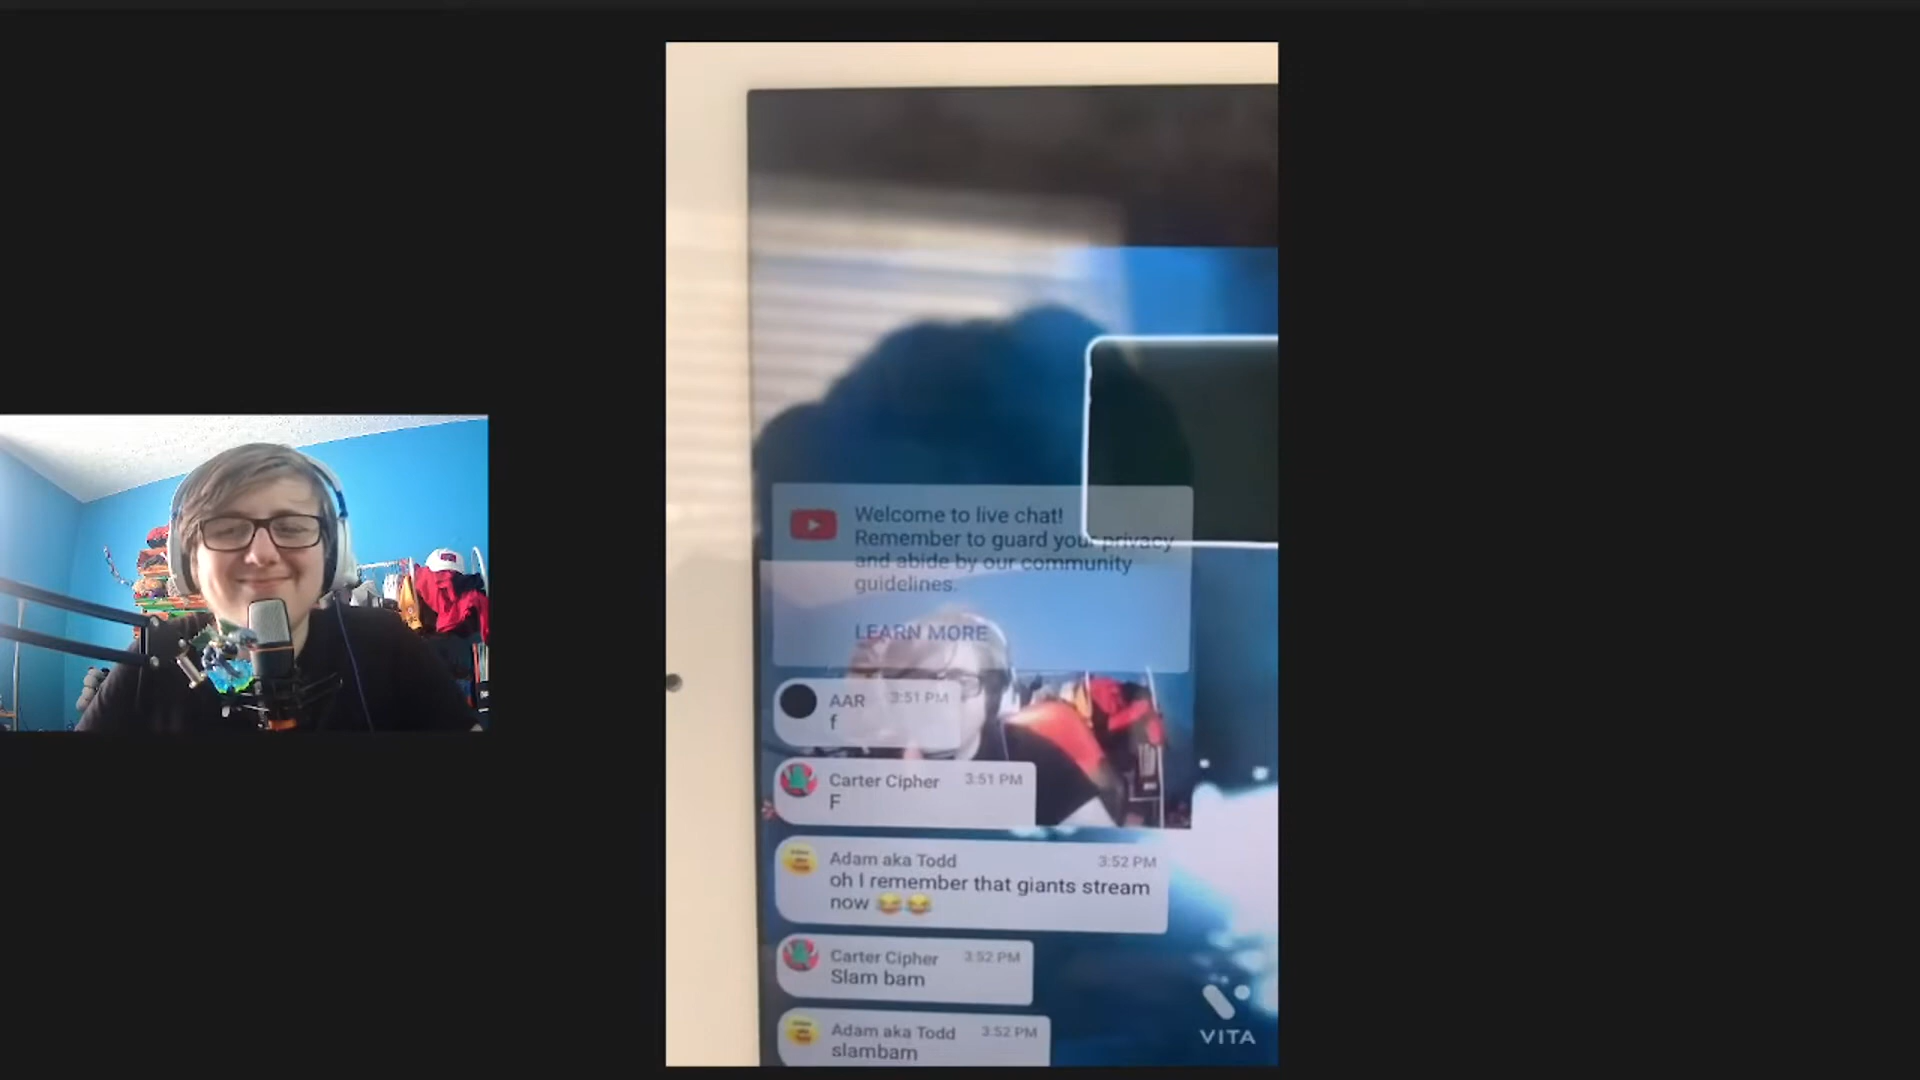 Welcome to live chat!
Remember to guard your privacy
and abide by our community
guidelines.
LEARN MORE
AAR 3:51 PM
f
Carter Cipher 3:51 PM
F
Adam aka Todd 3:52 PM
oh I remember that giants stream
now 😂😂
Carter Cipher 3:52 PM
Slam bam
Adam aka Todd 3:52 PM
slambam
VITA